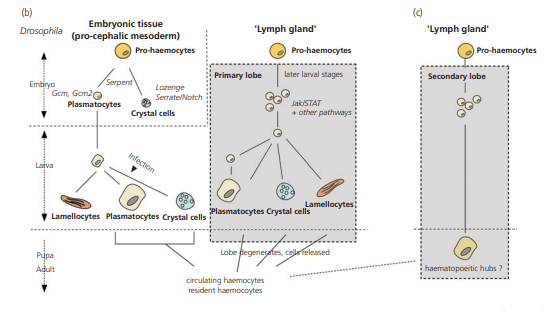 (b)
Drosophila
Embryonic tissue
(pro-cephalic mesoderm)
Pro-haemocytes
Embryo
Serpent
Gcm, Gcm2
Plasmatocytes
Lozenge
Serrate/Notch
Crystal cells
Larva
Infection
Lamellocytes
Plasmatocytes
Crystal cells
Pupa
Adult
'Lymph gland'
Pro-haemocytes
Primary lobe
later larval stages
Jak/STAT
+ other pathways
Plasmatocytes
Crystal cells
Lamellocytes
Lobe degenerates, cells released
circulating haemocytes
resident haemocoytes
(c)
'Lymph gland'
Pro-haemocytes
Secondary lobe
haematopoeitic hubs ?